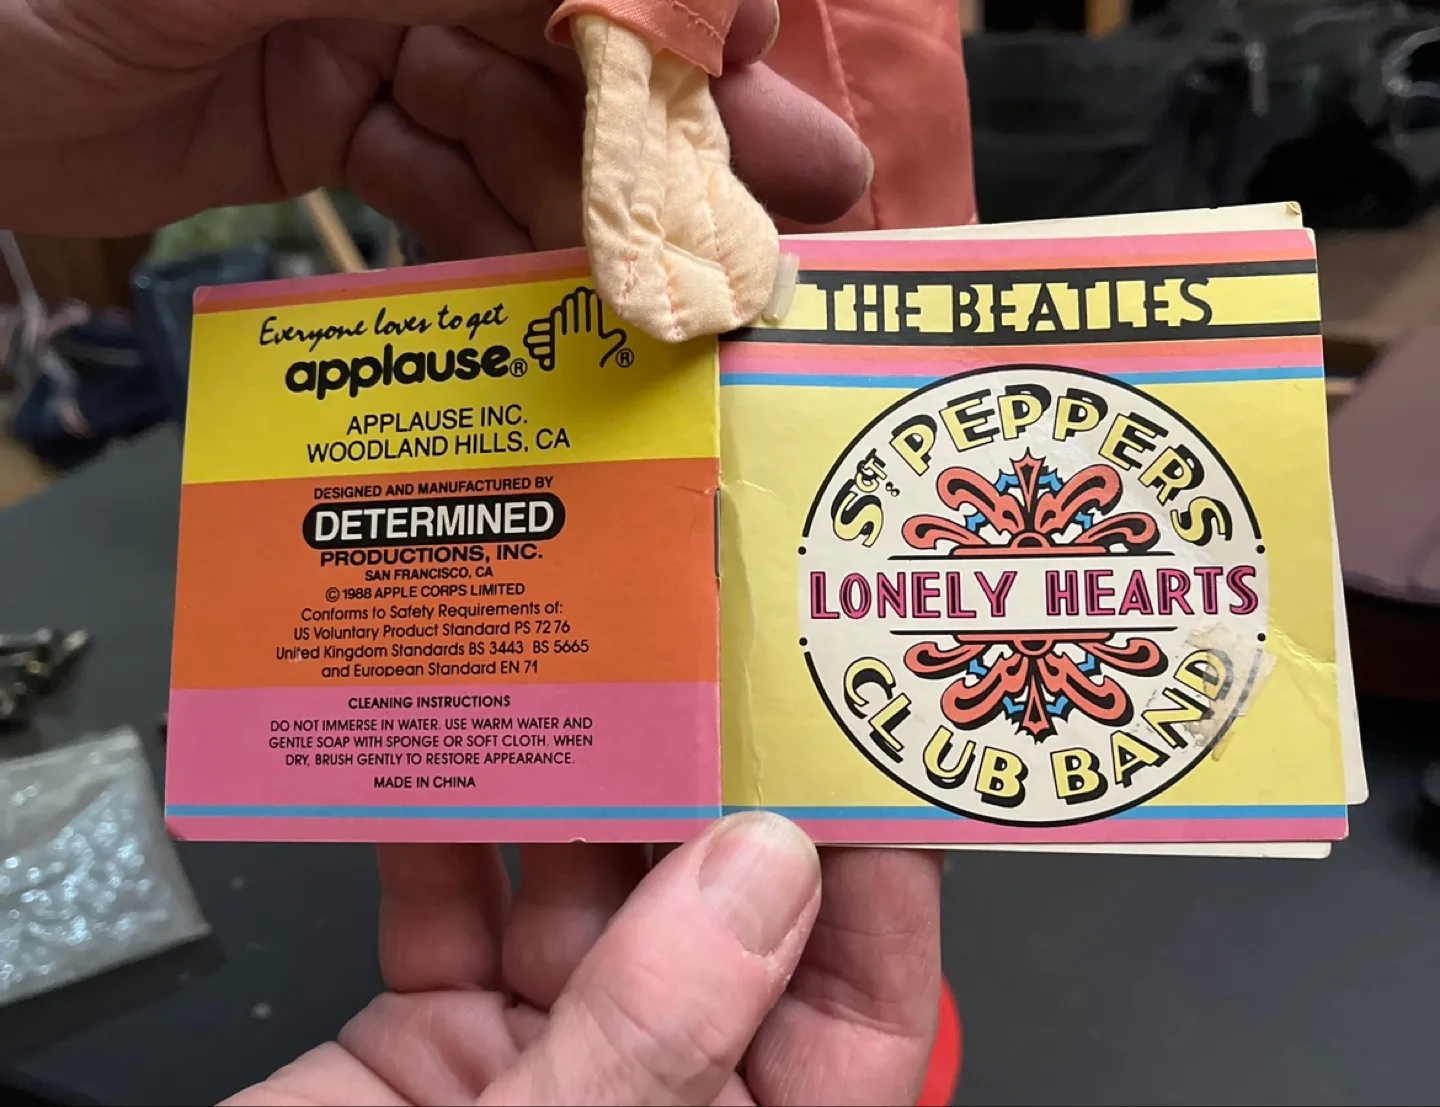 Everyone loves to get
applause®
®
APPLAUSE INC.
WOODLAND HILLS, CA
DESIGNED AND MANUFACTURED BY
DETERMINED
PRODUCTIONS, INC.
SAN FRANCISCO, CA
© 1988 APPLE CORPS LIMITED
Conforms to Safety Requirements of:
US Voluntary Product Standard PS 72 76
United Kingdom Standards BS 3443 BS 5665
and European Standard EN 71
CLEANING INSTRUCTIONS
DO NOT IMMERSE IN WATER. USE WARM WATER AND
GENTLE SOAP WITH SPONGE OR SOFT CLOTH. WHEN
DRY, BRUSH GENTLY TO RESTORE APPEARANCE.
MADE IN CHINA
THE BEATLES
SGT. PEPPERS
LONELY HEARTS
CLUB BAND